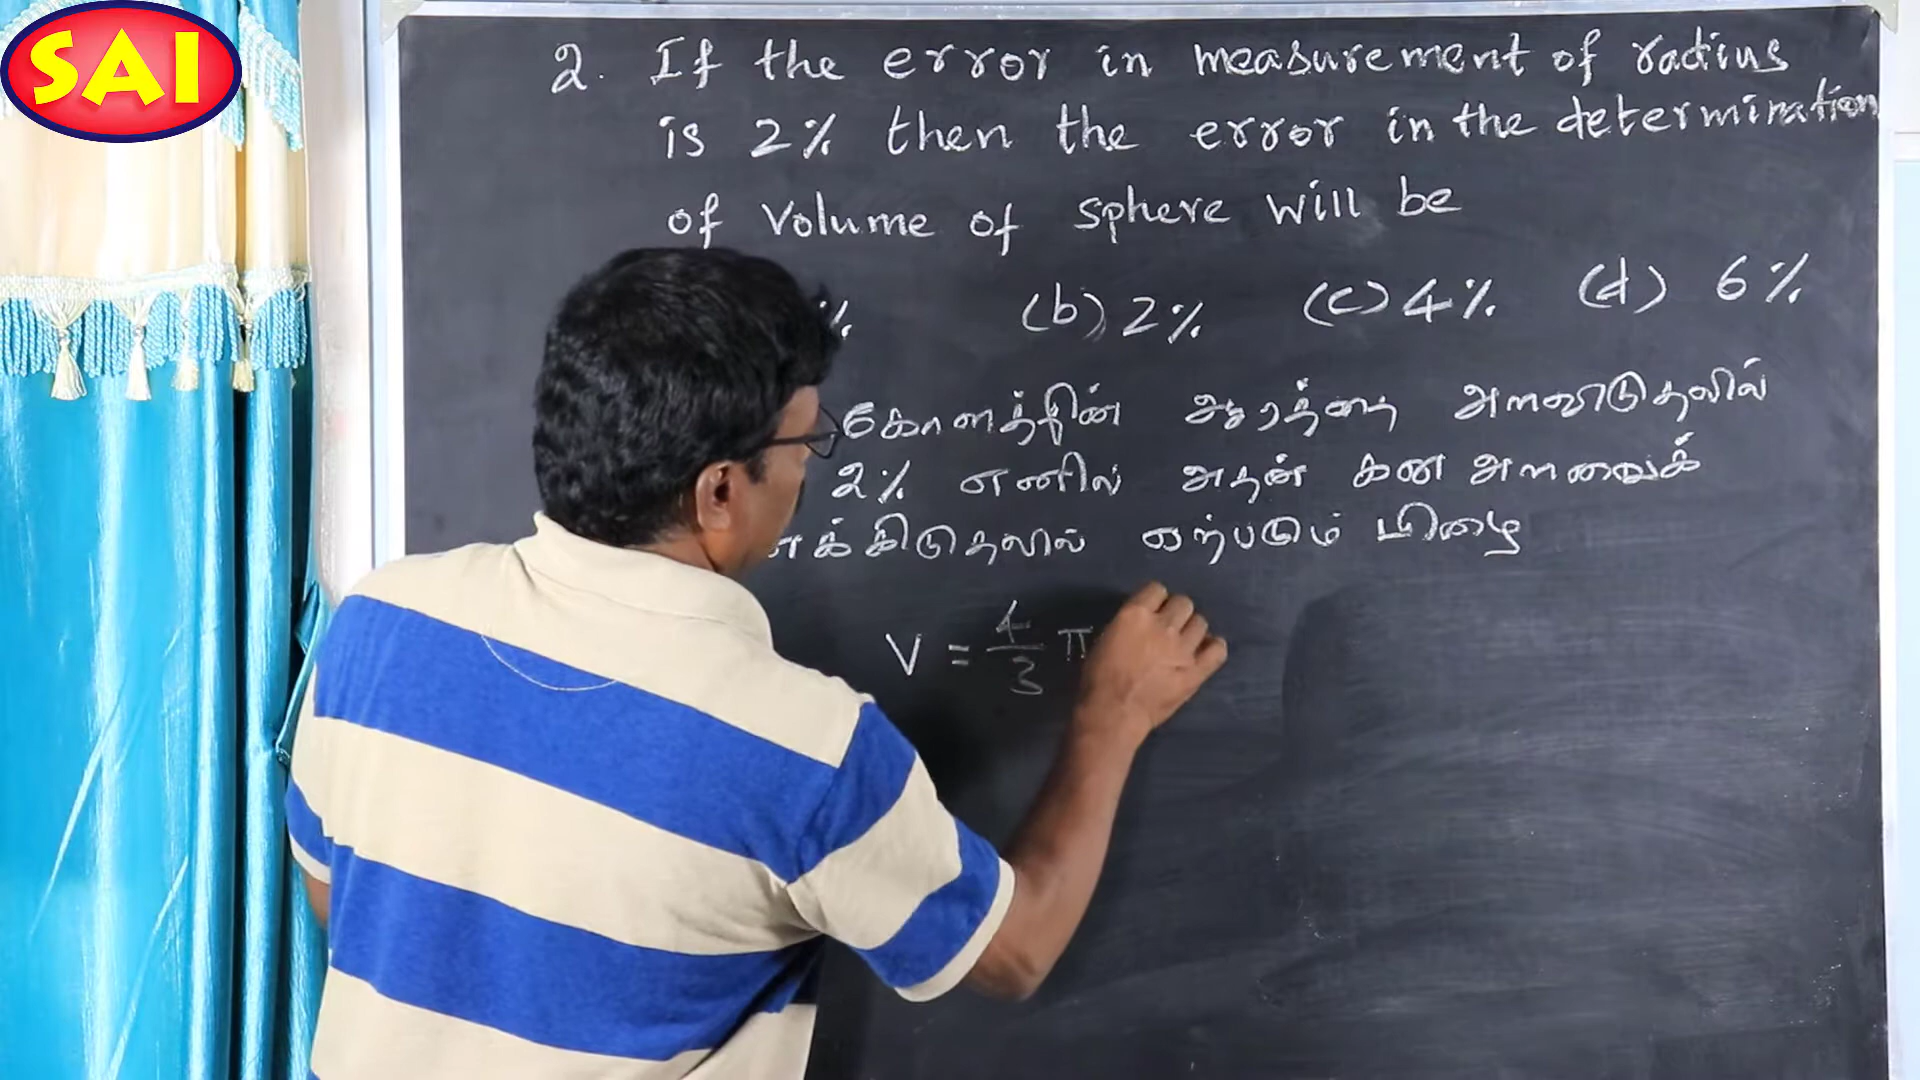 SAI
2. If the error in measurement of radius
is 2% then the error in the determination
of Volume of sphere will be
% (b) 2% (c) 4% (d) 6%
கோளத்தின் ஆரத்தை அளவிடுதலில்
2% எனில் அதன் கன அளவைக்
ணக்கிடுதலில் ஏற்படும் பிழை
V = 4/3 π